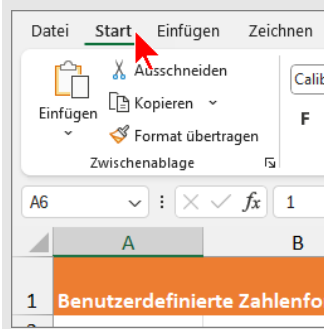 Datei Start Einfügen Zeichnen
Ausschneiden
Einfügen
Kopieren
Format übertragen
Zwischenablage
Calib
F
A6
fx
1
A B
1 Benutzerdefinierte Zahlenfo